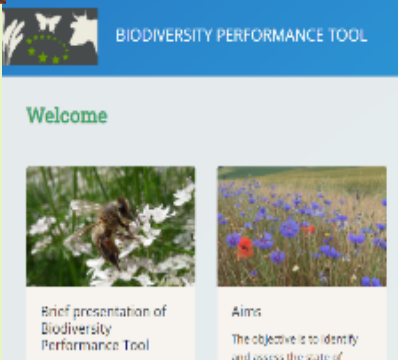 BIODIVERSITY PERFORMANCE TOOL
Welcome
Brief presentation of
Biodiversity
Performance Tool
Aims
The objective is to identify
and assess the state of